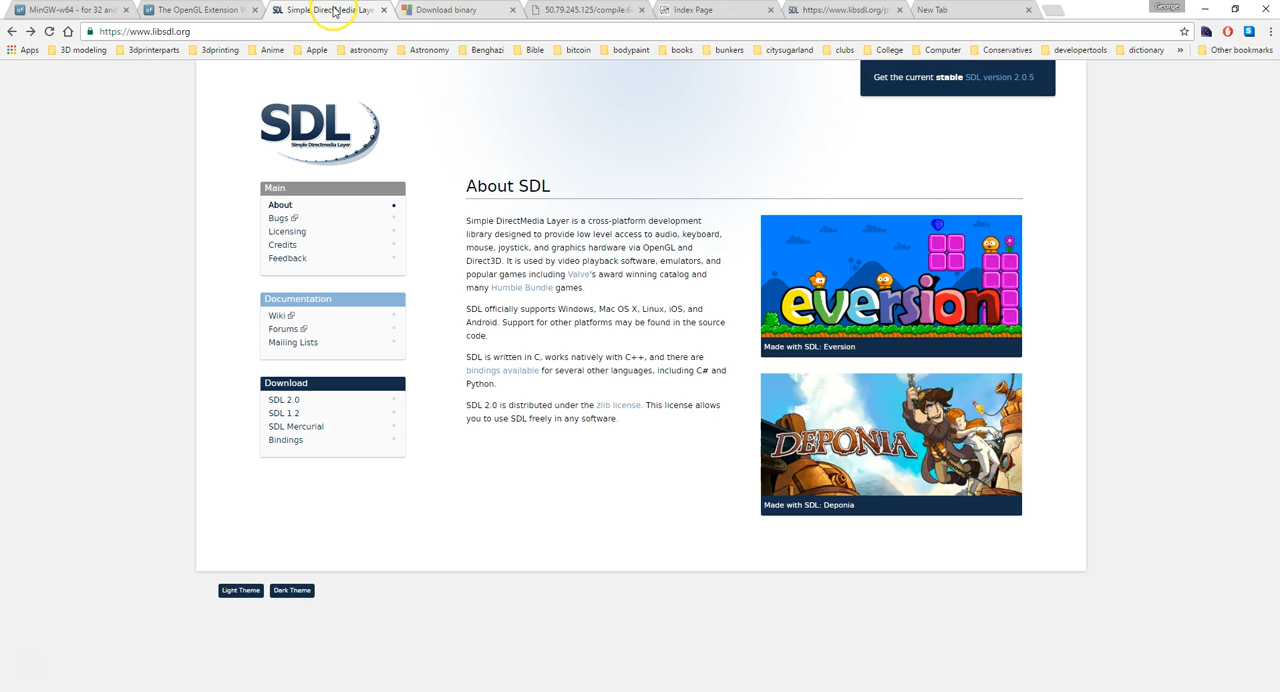 MinGW-w64 - for 32 and
The OpenGL Extension W
Simple DirectMedia Laye
Download binary
50.79.245.125/compile.6
Index Page
https://www.libsdl.org/p
New Tab
George
https://www.libsdl.org
Apps
3D modeling
3dprinterparts
3dprinting
Anime
Apple
astronomy
Astronomy
Benghazi
Bible
bitcoin
bodypaint
books
bunkers
citysugarland
clubs
College
Computer
Conservatives
developertools
dictionary
»
Other bookmarks
Get the current stable SDL version 2.0.5
SDL
Simple Directmedia Layer
Main
About
Bugs
Licensing
Credits
Feedback
Documentation
Wiki
Forums
Mailing Lists
Download
SDL 2.0
SDL 1.2
SDL Mercurial
Bindings
About SDL
Simple DirectMedia Layer is a cross-platform development
library designed to provide low level access to audio, keyboard,
mouse, joystick, and graphics hardware via OpenGL and
Direct3D. It is used by video playback software, emulators, and
popular games including Valve's award winning catalog and
many Humble Bundle games.
SDL officially supports Windows, Mac OS X, Linux, iOS, and
Android. Support for other platforms may be found in the source
code.
SDL is written in C, works natively with C++, and there are
bindings available for several other languages, including C# and
Python.
SDL 2.0 is distributed under the zlib license. This license allows
you to use SDL freely in any software.
eversion
Made with SDL: Eversion
DEPONIA
Made with SDL: Deponia
Light Theme
Dark Theme